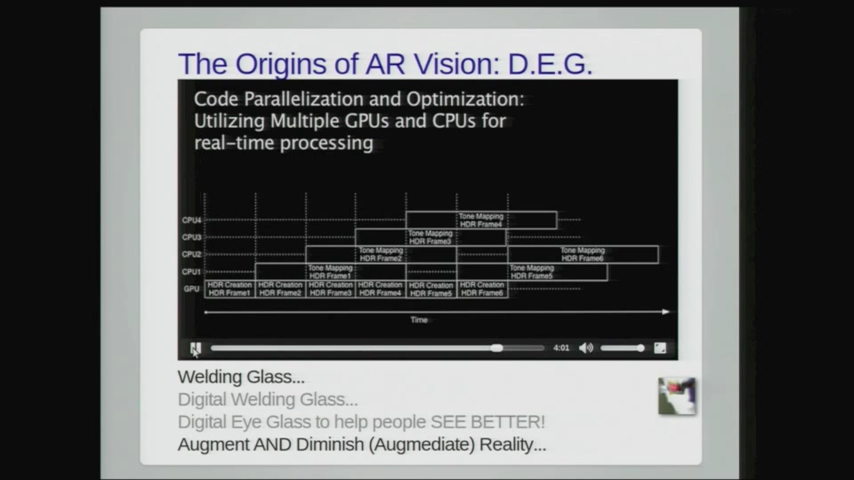 The Origins of AR Vision: D.E.G.
Code Parallelization and Optimization:
Utilizing Multiple GPUs and CPUs for
real-time processing
CPU4
Tone Mapping
HDR Frame4
CPU3
Tone Mapping
HDR Frame3
CPU2
Tone Mapping
HDR Frame2
Tone Mapping
HDR Frame6
CPU1
Tone Mapping
HDR Frame1
Tone Mapping
HDR Frame5
GPU
HDR Creation
HDR Frame1
HDR Creation
HDR Frame2
HDR Creation
HDR Frame3
HDR Creation
HDR Frame4
HDR Creation
HDR Frame5
HDR Creation
HDR Frame6
Time
4:01
Welding Glass...
Digital Welding Glass...
Digital Eye Glass to help people SEE BETTER!
Augment AND Diminish (Augmediate) Reality...